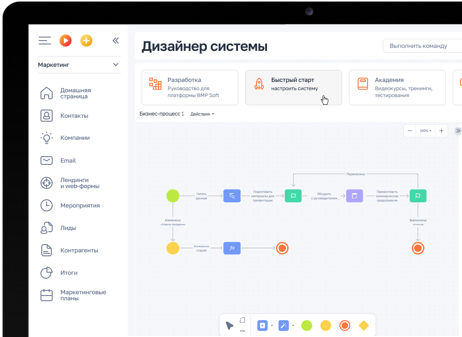 Маркетинг
Домашняя
страница
Контакты
Компании
Email
Лендинги
и web-формы
Мероприятия
Лиды
Контрагенты
Итоги
Маркетинговые
планы
Дизайнер системы
Выполнить команду
Разработка
Руководство для
платформы BMP Soft
Быстрый старт
настроить систему
Академия
Видеокурсы, тренинги,
тестирование
Бизнес-процесс 1 Действия
100%
fx